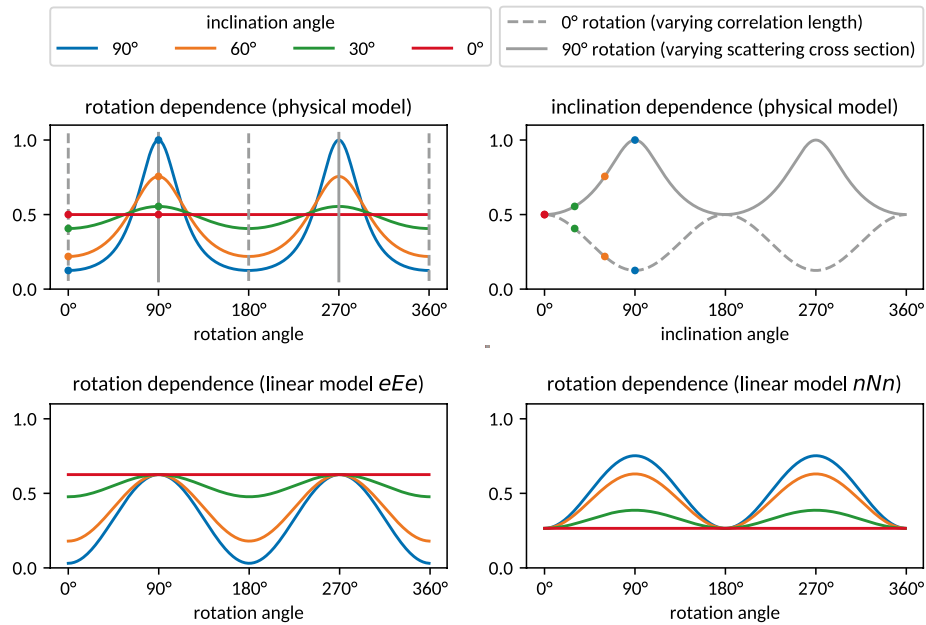 inclination angle
90° 60° 30° 0°
0° rotation (varying correlation length)
90° rotation (varying scattering cross section)
rotation dependence (physical model)
1.0
0.5
0.0
0° 90° 180° 270° 360°
rotation angle
inclination dependence (physical model)
1.0
0.5
0.0
0° 90° 180° 270° 360°
inclination angle
rotation dependence (linear model eEe)
1.0
0.5
0.0
0° 90° 180° 270° 360°
rotation angle
rotation dependence (linear model nNn)
1.0
0.5
0.0
0° 90° 180° 270° 360°
rotation angle